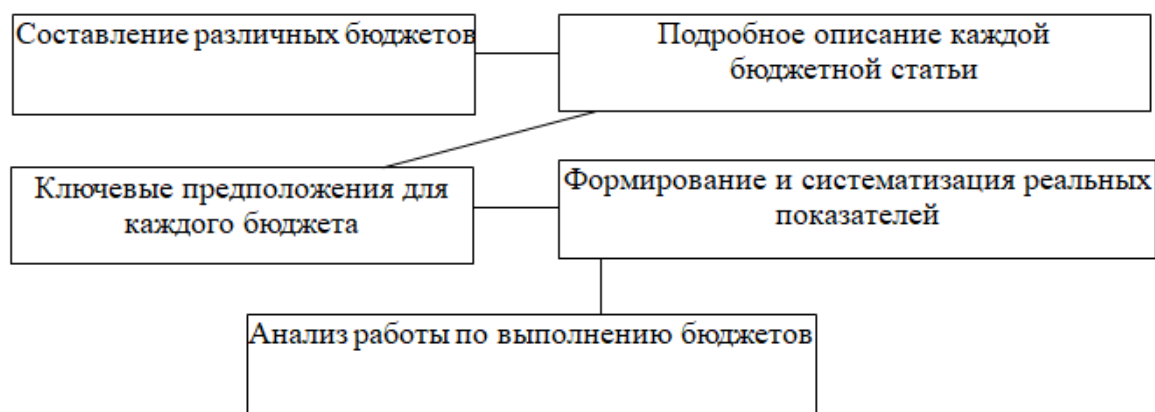 Составление различных бюджетов
Подробное описание каждой
бюджетной статьи
Ключевые предположения для
каждого бюджета
Формирование и систематизация реальных
показателей
Анализ работы по выполнению бюджетов